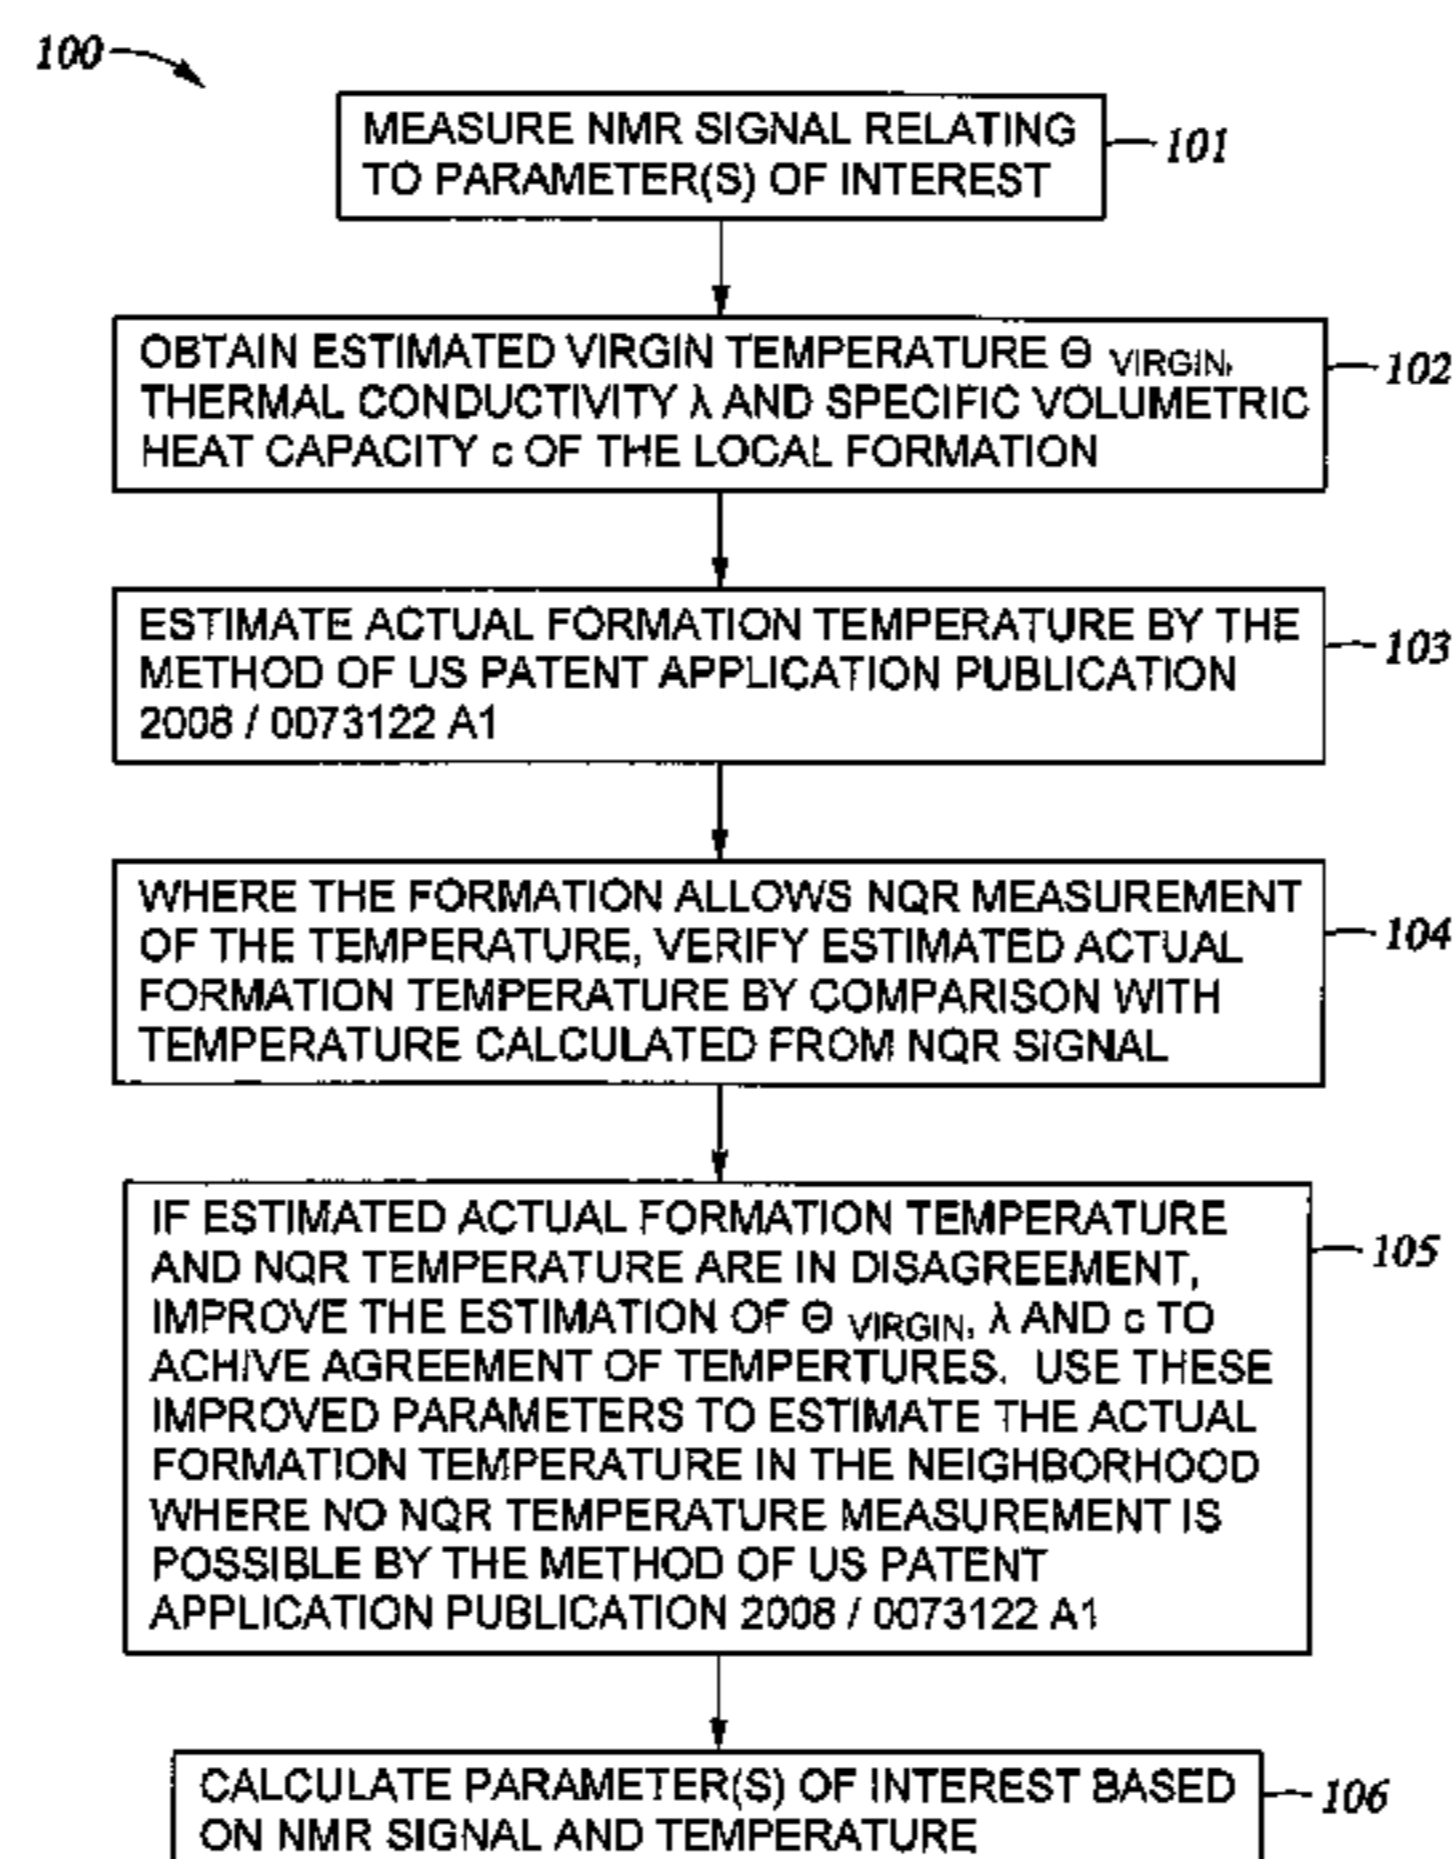 100
MEASURE NMR SIGNAL RELATING
TO PARAMETER(S) OF INTEREST
101
OBTAIN ESTIMATED VIRGIN TEMPERATURE Θ VIRGIN,
THERMAL CONDUCTIVITY λ AND SPECIFIC VOLUMETRIC
HEAT CAPACITY c OF THE LOCAL FORMATION
102
ESTIMATE ACTUAL FORMATION TEMPERATURE BY THE
METHOD OF US PATENT APPLICATION PUBLICATION
2008 / 0073122 A1
103
WHERE THE FORMATION ALLOWS NQR MEASUREMENT
OF THE TEMPERATURE, VERIFY ESTIMATED ACTUAL
FORMATION TEMPERATURE BY COMPARISON WITH
TEMPERATURE CALCULATED FROM NQR SIGNAL
104
IF ESTIMATED ACTUAL FORMATION TEMPERATURE
AND NQR TEMPERATURE ARE IN DISAGREEMENT,
IMPROVE THE ESTIMATION OF Θ VIRGIN, λ AND c TO
ACHIVE AGREEMENT OF TEMPERTURES. USE THESE
IMPROVED PARAMETERS TO ESTIMATE THE ACTUAL
FORMATION TEMPERATURE IN THE NEIGHBORHOOD
WHERE NO NQR TEMPERATURE MEASUREMENT IS
POSSIBLE BY THE METHOD OF US PATENT
APPLICATION PUBLICATION 2008 / 0073122 A1
105
CALCULATE PARAMETER(S) OF INTEREST BASED
ON NMR SIGNAL AND TEMPERATURE
106